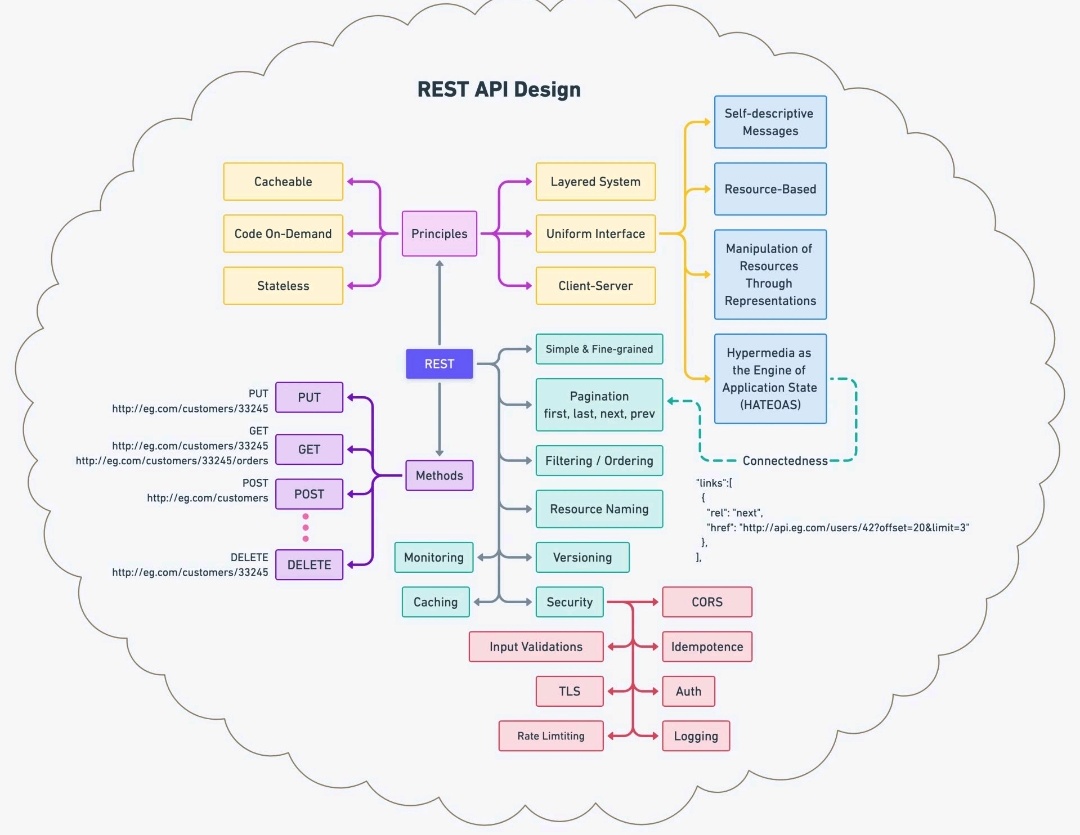 REST API Design
Self-descriptive
Messages
Cacheable
Layered System
Resource-Based
Code On-Demand
Principles
Uniform Interface
Manipulation of
Resources
Through
Representations
Stateless
Client-Server
Simple & Fine-grained
REST
Hypermedia as
the Engine of
Application State
(HATEOAS)
PUT
http://eg.com/customers/33245
PUT
Pagination
first, last, next, prev
GET
http://eg.com/customers/33245
http://eg.com/customers/33245/orders
GET
Filtering / Ordering
Connectedness
Methods
POST
http://eg.com/customers
POST
Resource Naming
"links":[
{
"rel": "next",
"href": "http://api.eg.com/users/42?offset=20&limit=3"
},
],
DELETE
http://eg.com/customers/33245
DELETE
Monitoring
Versioning
Caching
Security
CORS
Input Validations
Idempotence
TLS
Auth
Rate Limtiting
Logging